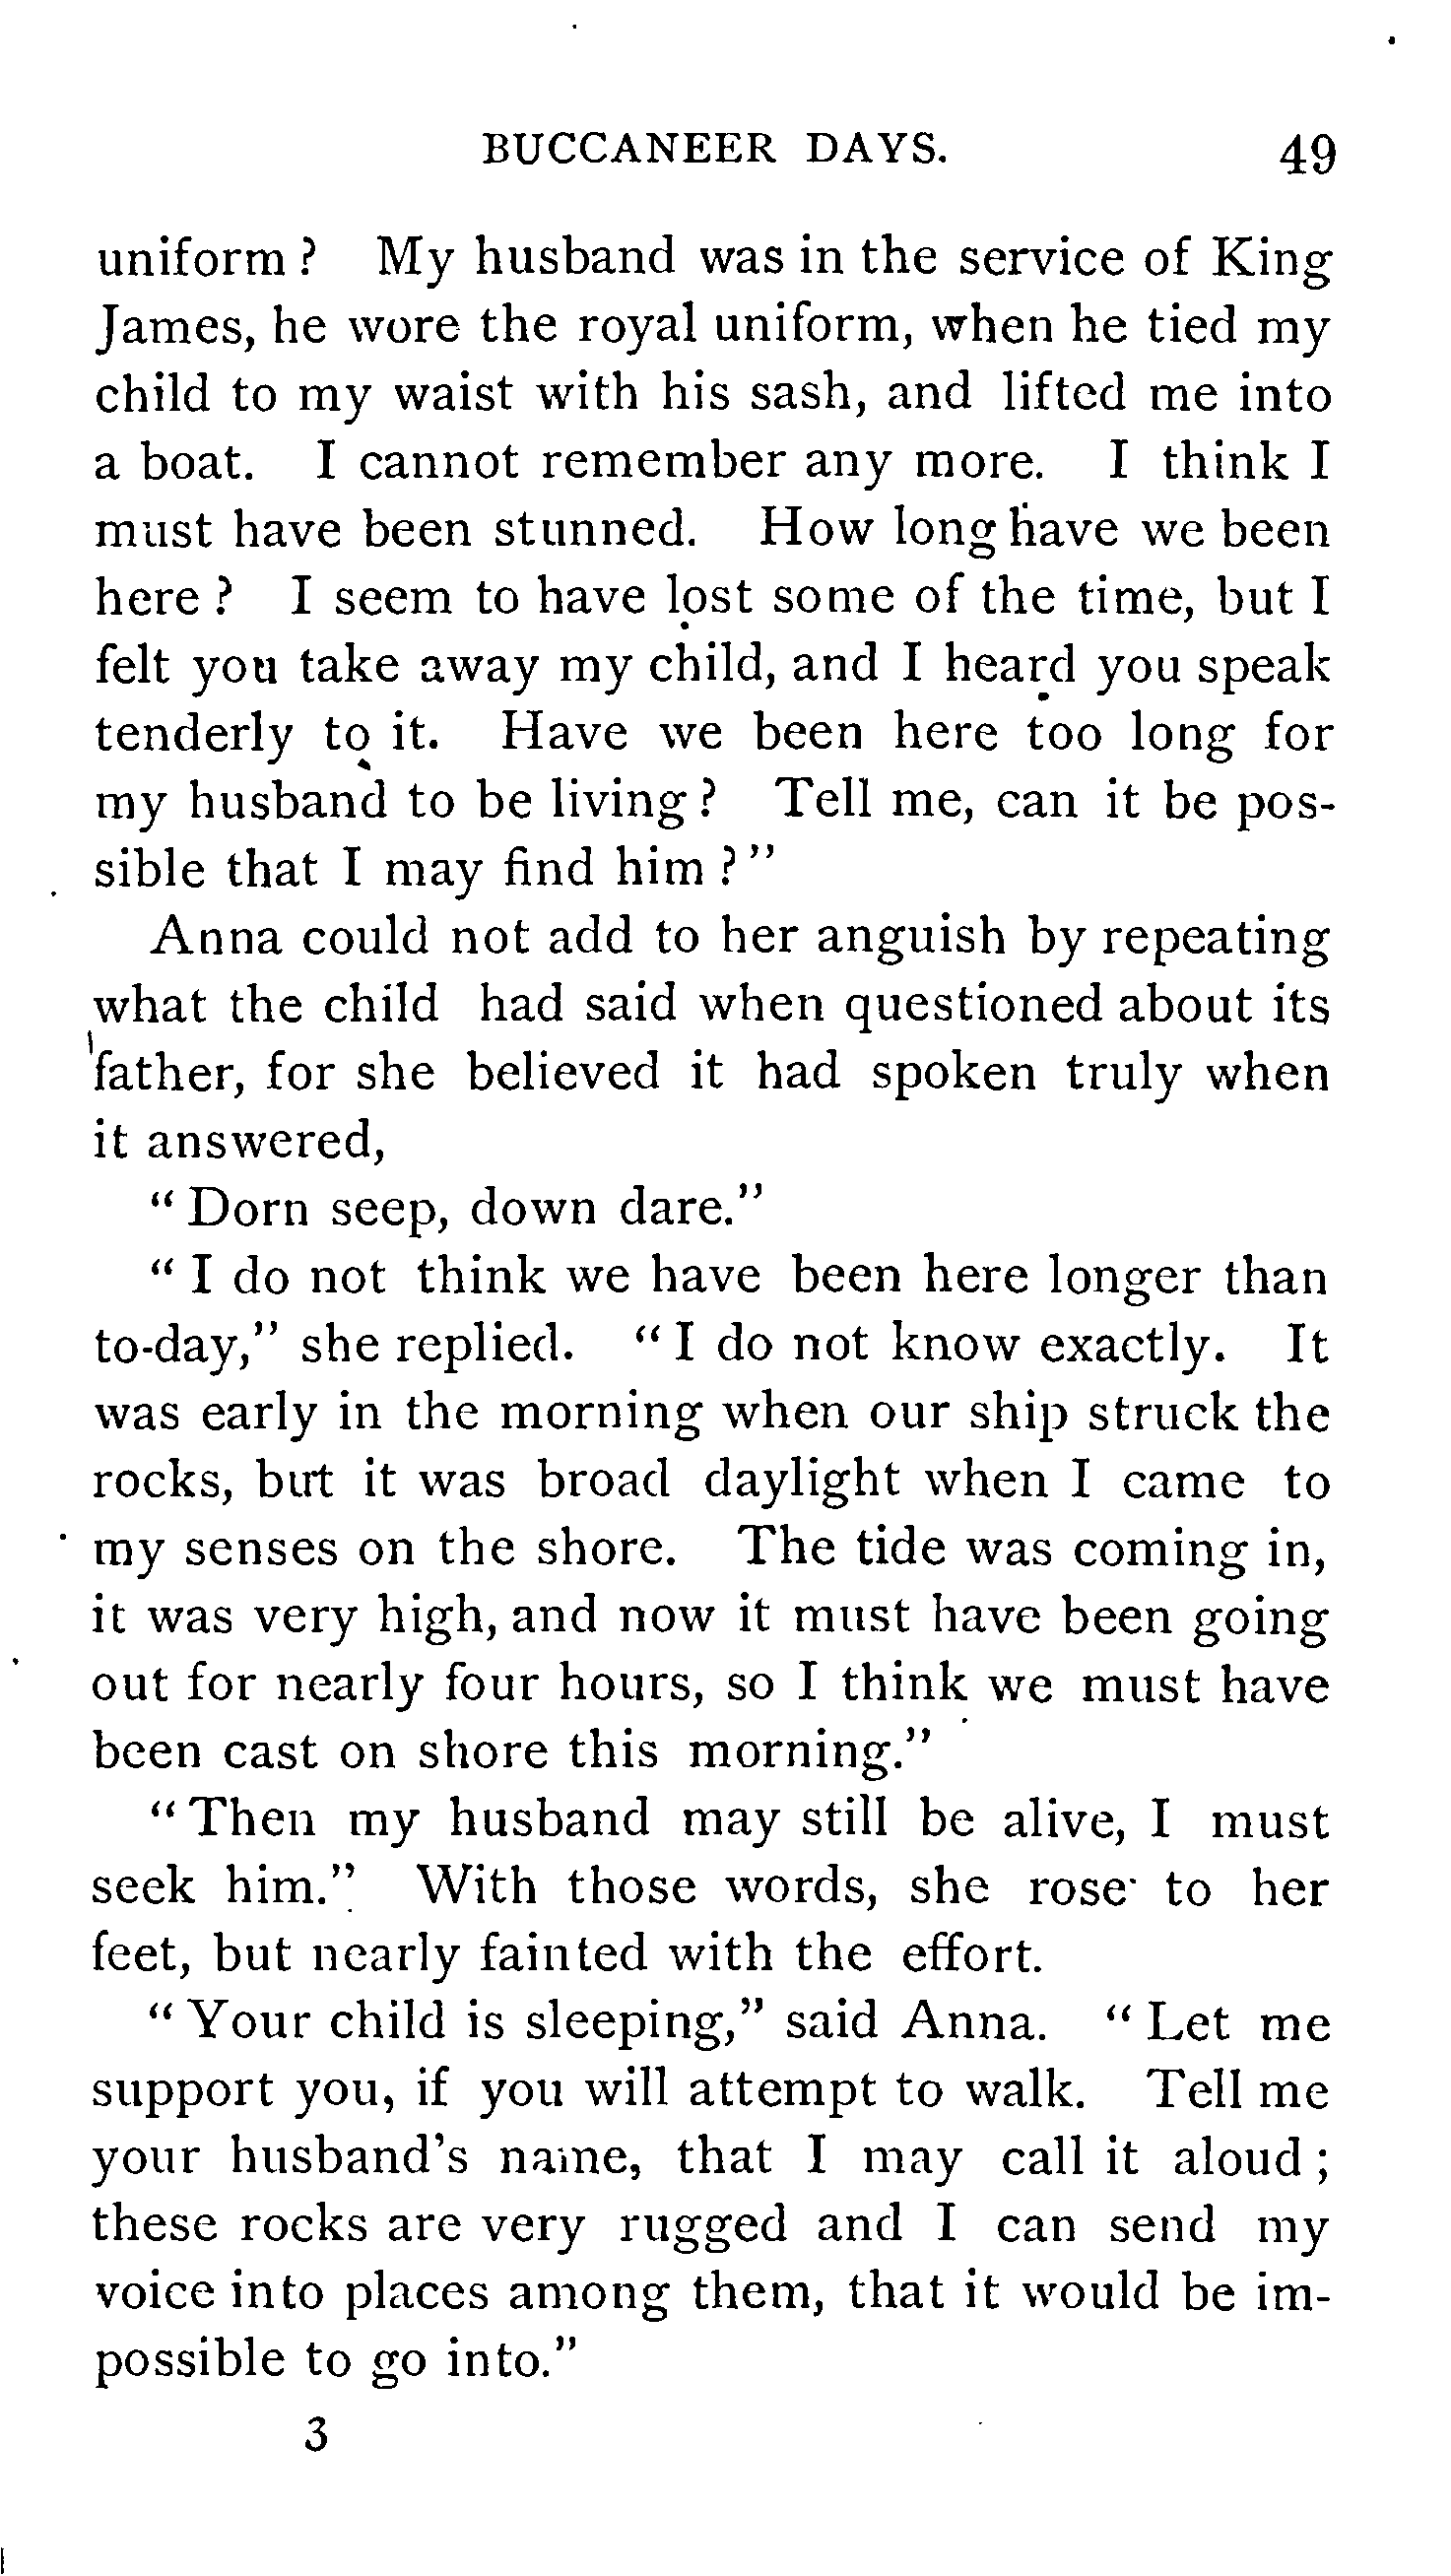 BUCCANEER DAYS. 49
uniform ? My husband was in the service of King
James, he wore the royal uniform, when he tied my
child to my waist with his sash, and lifted me into
a boat. I cannot remember any more. I think I
must have been stunned. How long have we been
here ? I seem to have lost some of the time, but I
felt you take away my child, and I heard you speak
tenderly to it. Have we been here too long for
my husband to be living ? Tell me, can it be pos-
sible that I may find him ? "
Anna could not add to her anguish by repeating
what the child had said when questioned about its
father, for she believed it had spoken truly when
it answered,
" Dorn seep, down dare."
" I do not think we have been here longer than
to-day," she replied. " I do not know exactly. It
was early in the morning when our ship struck the
rocks, but it was broad daylight when I came to
my senses on the shore. The tide was coming in,
it was very high, and now it must have been going
out for nearly four hours, so I think we must have
been cast on shore this morning."
" Then my husband may still be alive, I must
seek him." With those words, she rose to her
feet, but nearly fainted with the effort.
" Your child is sleeping," said Anna. " Let me
support you, if you will attempt to walk. Tell me
your husband's name, that I may call it aloud ;
these rocks are very rugged and I can send my
voice into places among them, that it would be im-
possible to go into."
3